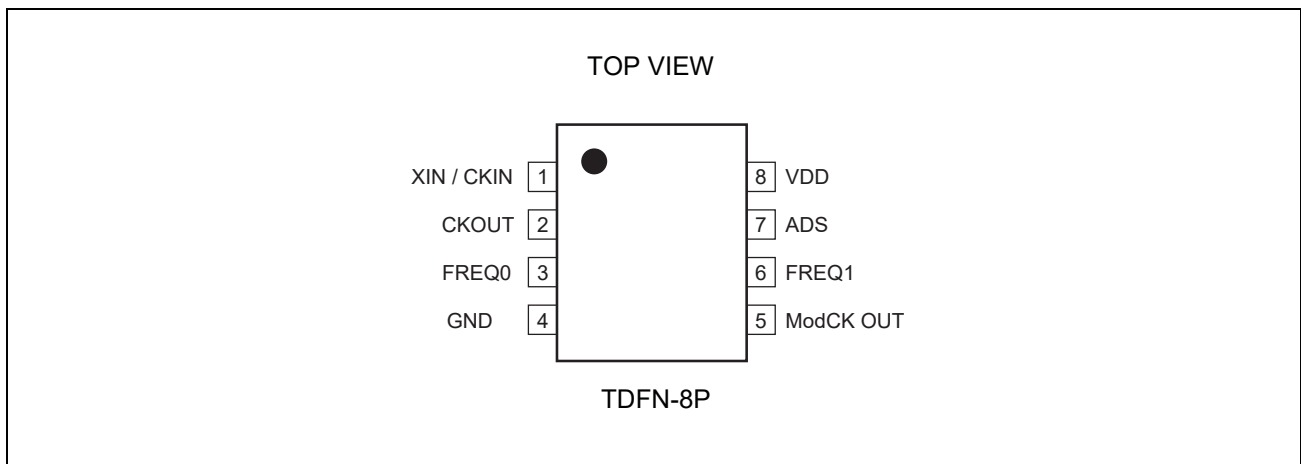 TOP VIEW
XIN / CKIN 1
8 VDD
CKOUT 2
7 ADS
FREQ0 3
6 FREQ1
GND 4
5 ModCK OUT
TDFN-8P